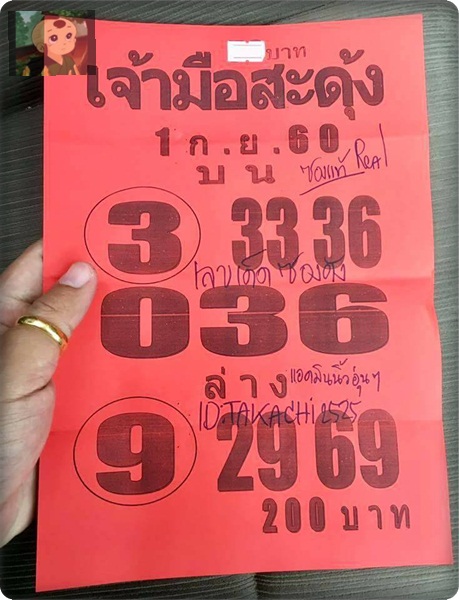 บาท
เจ้ามือสะดุ้ง
1 ก.ย.60
ซองแท้ Real
บน
3 33 36
เลขเด็ดซองดัง
036
ล่าง แอดมินนิ้วอุ่นๆ
ID:TAKACHi2525
9 29 69
200 บาท